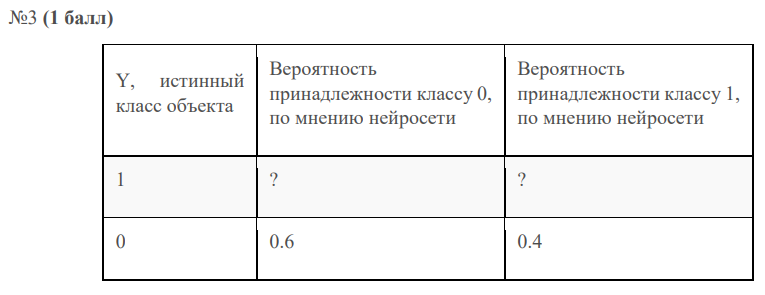 №3 (1 балл)
Y, истинный класс объекта
Вероятность принадлежности классу 0, по мнению нейросети
Вероятность принадлежности классу 1, по мнению нейросети
1 ? ?
0 0.6 0.4